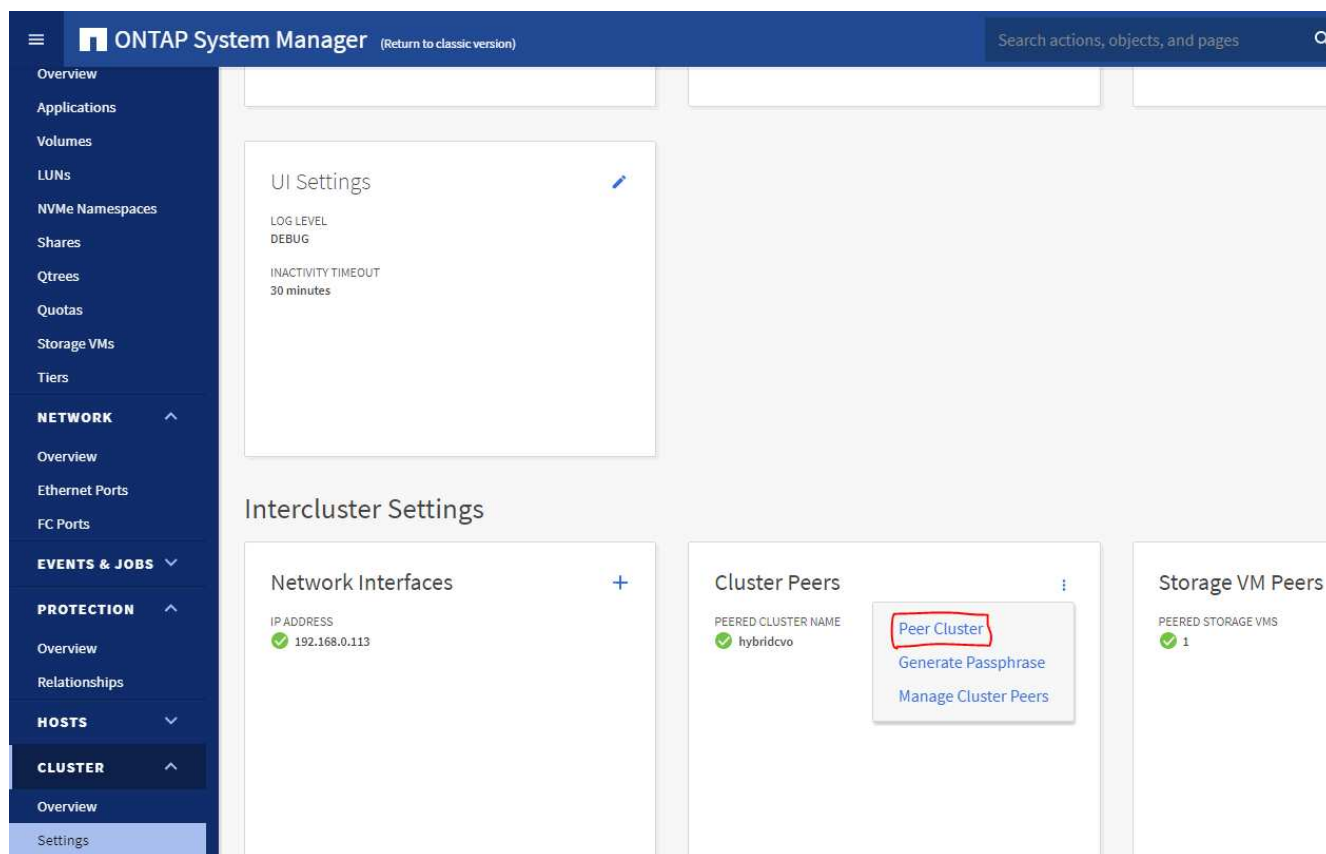 ONTAP System Manager (Return to classic version)
Search actions, objects, and pages
Overview
Applications
Volumes
LUNs
NVMe Namespaces
Shares
Qtrees
Quotas
Storage VMs
Tiers
NETWORK
Overview
Ethernet Ports
FC Ports
EVENTS & JOBS
PROTECTION
Overview
Relationships
HOSTS
CLUSTER
Overview
Settings
UI Settings
LOG LEVEL
DEBUG
INACTIVITY TIMEOUT
30 minutes
Intercluster Settings
Network Interfaces
IP ADDRESS
192.168.0.113
Cluster Peers
PEERED CLUSTER NAME
hybridcvo
Peer Cluster
Generate Passphrase
Manage Cluster Peers
Storage VM Peers
PEERED STORAGE VMS
1